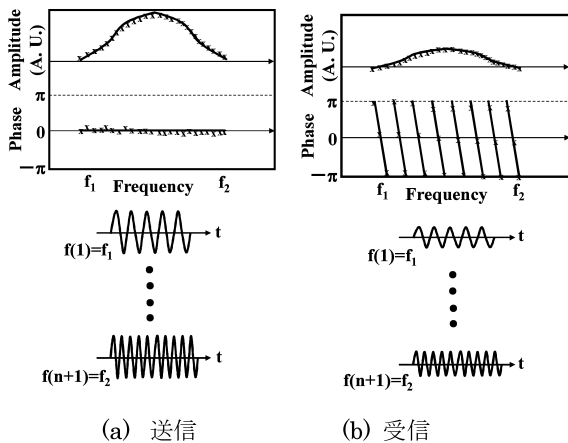 Amplitude
(A. U.)
Phase
π
0
−π
f₁ Frequency f₂
f(1)=f₁
t
f(n+1)=f₂
t
(a) 送信
Amplitude
(A. U.)
Phase
π
0
−π
f₁ Frequency f₂
f(1)=f₁
t
f(n+1)=f₂
t
(b) 受信